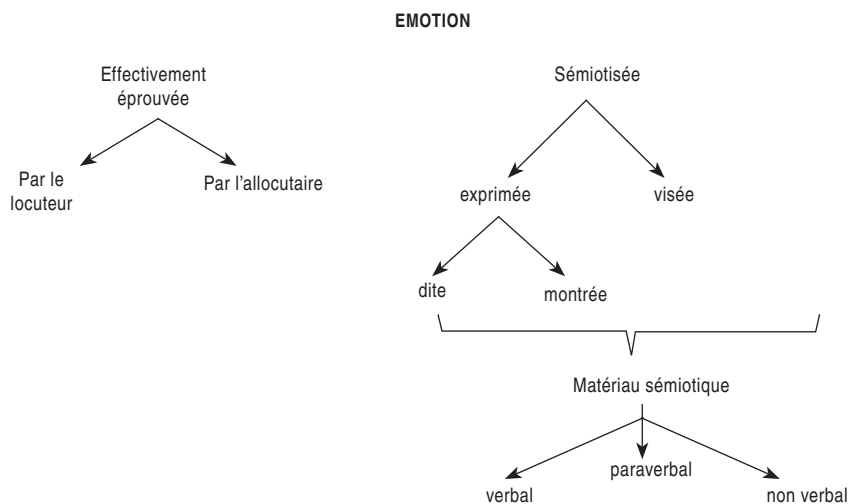 EMOTION
Effectivement
éprouvée
Sémiotisée
Par le
locuteur
Par l'allocutaire
exprimée
visée
dite
montrée
Matériau sémiotique
verbal
paraverbal
non verbal